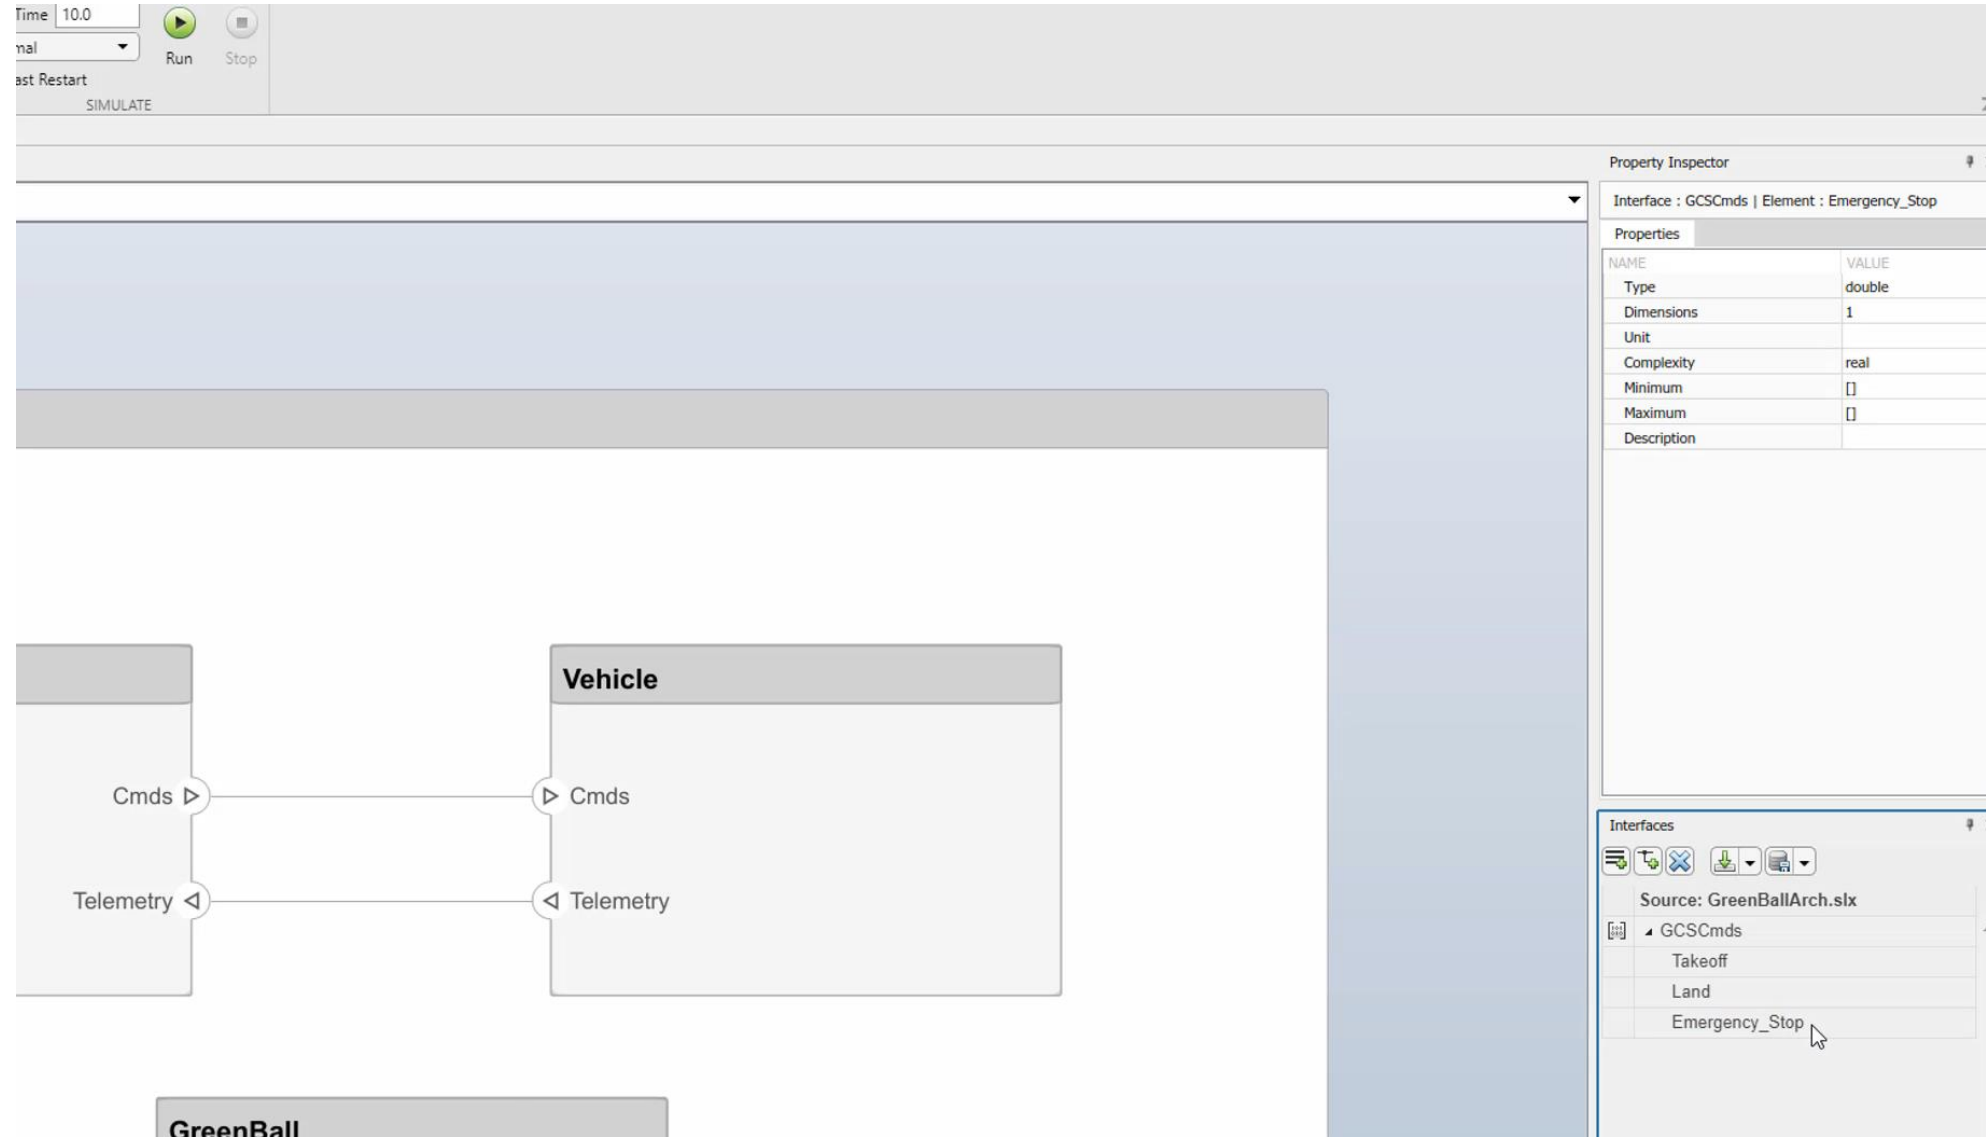 Time 10.0
mal
ast Restart
Run
Stop
SIMULATE
Property Inspector
Interface : GCSCmds | Element : Emergency_Stop
Properties
NAME VALUE
Type double
Dimensions 1
Unit
Complexity real
Minimum []
Maximum []
Description
Vehicle
Cmds
Cmds
Telemetry
Telemetry
GreenBall
Interfaces
Source: GreenBallArch.slx
GCSCmds
Takeoff
Land
Emergency_Stop